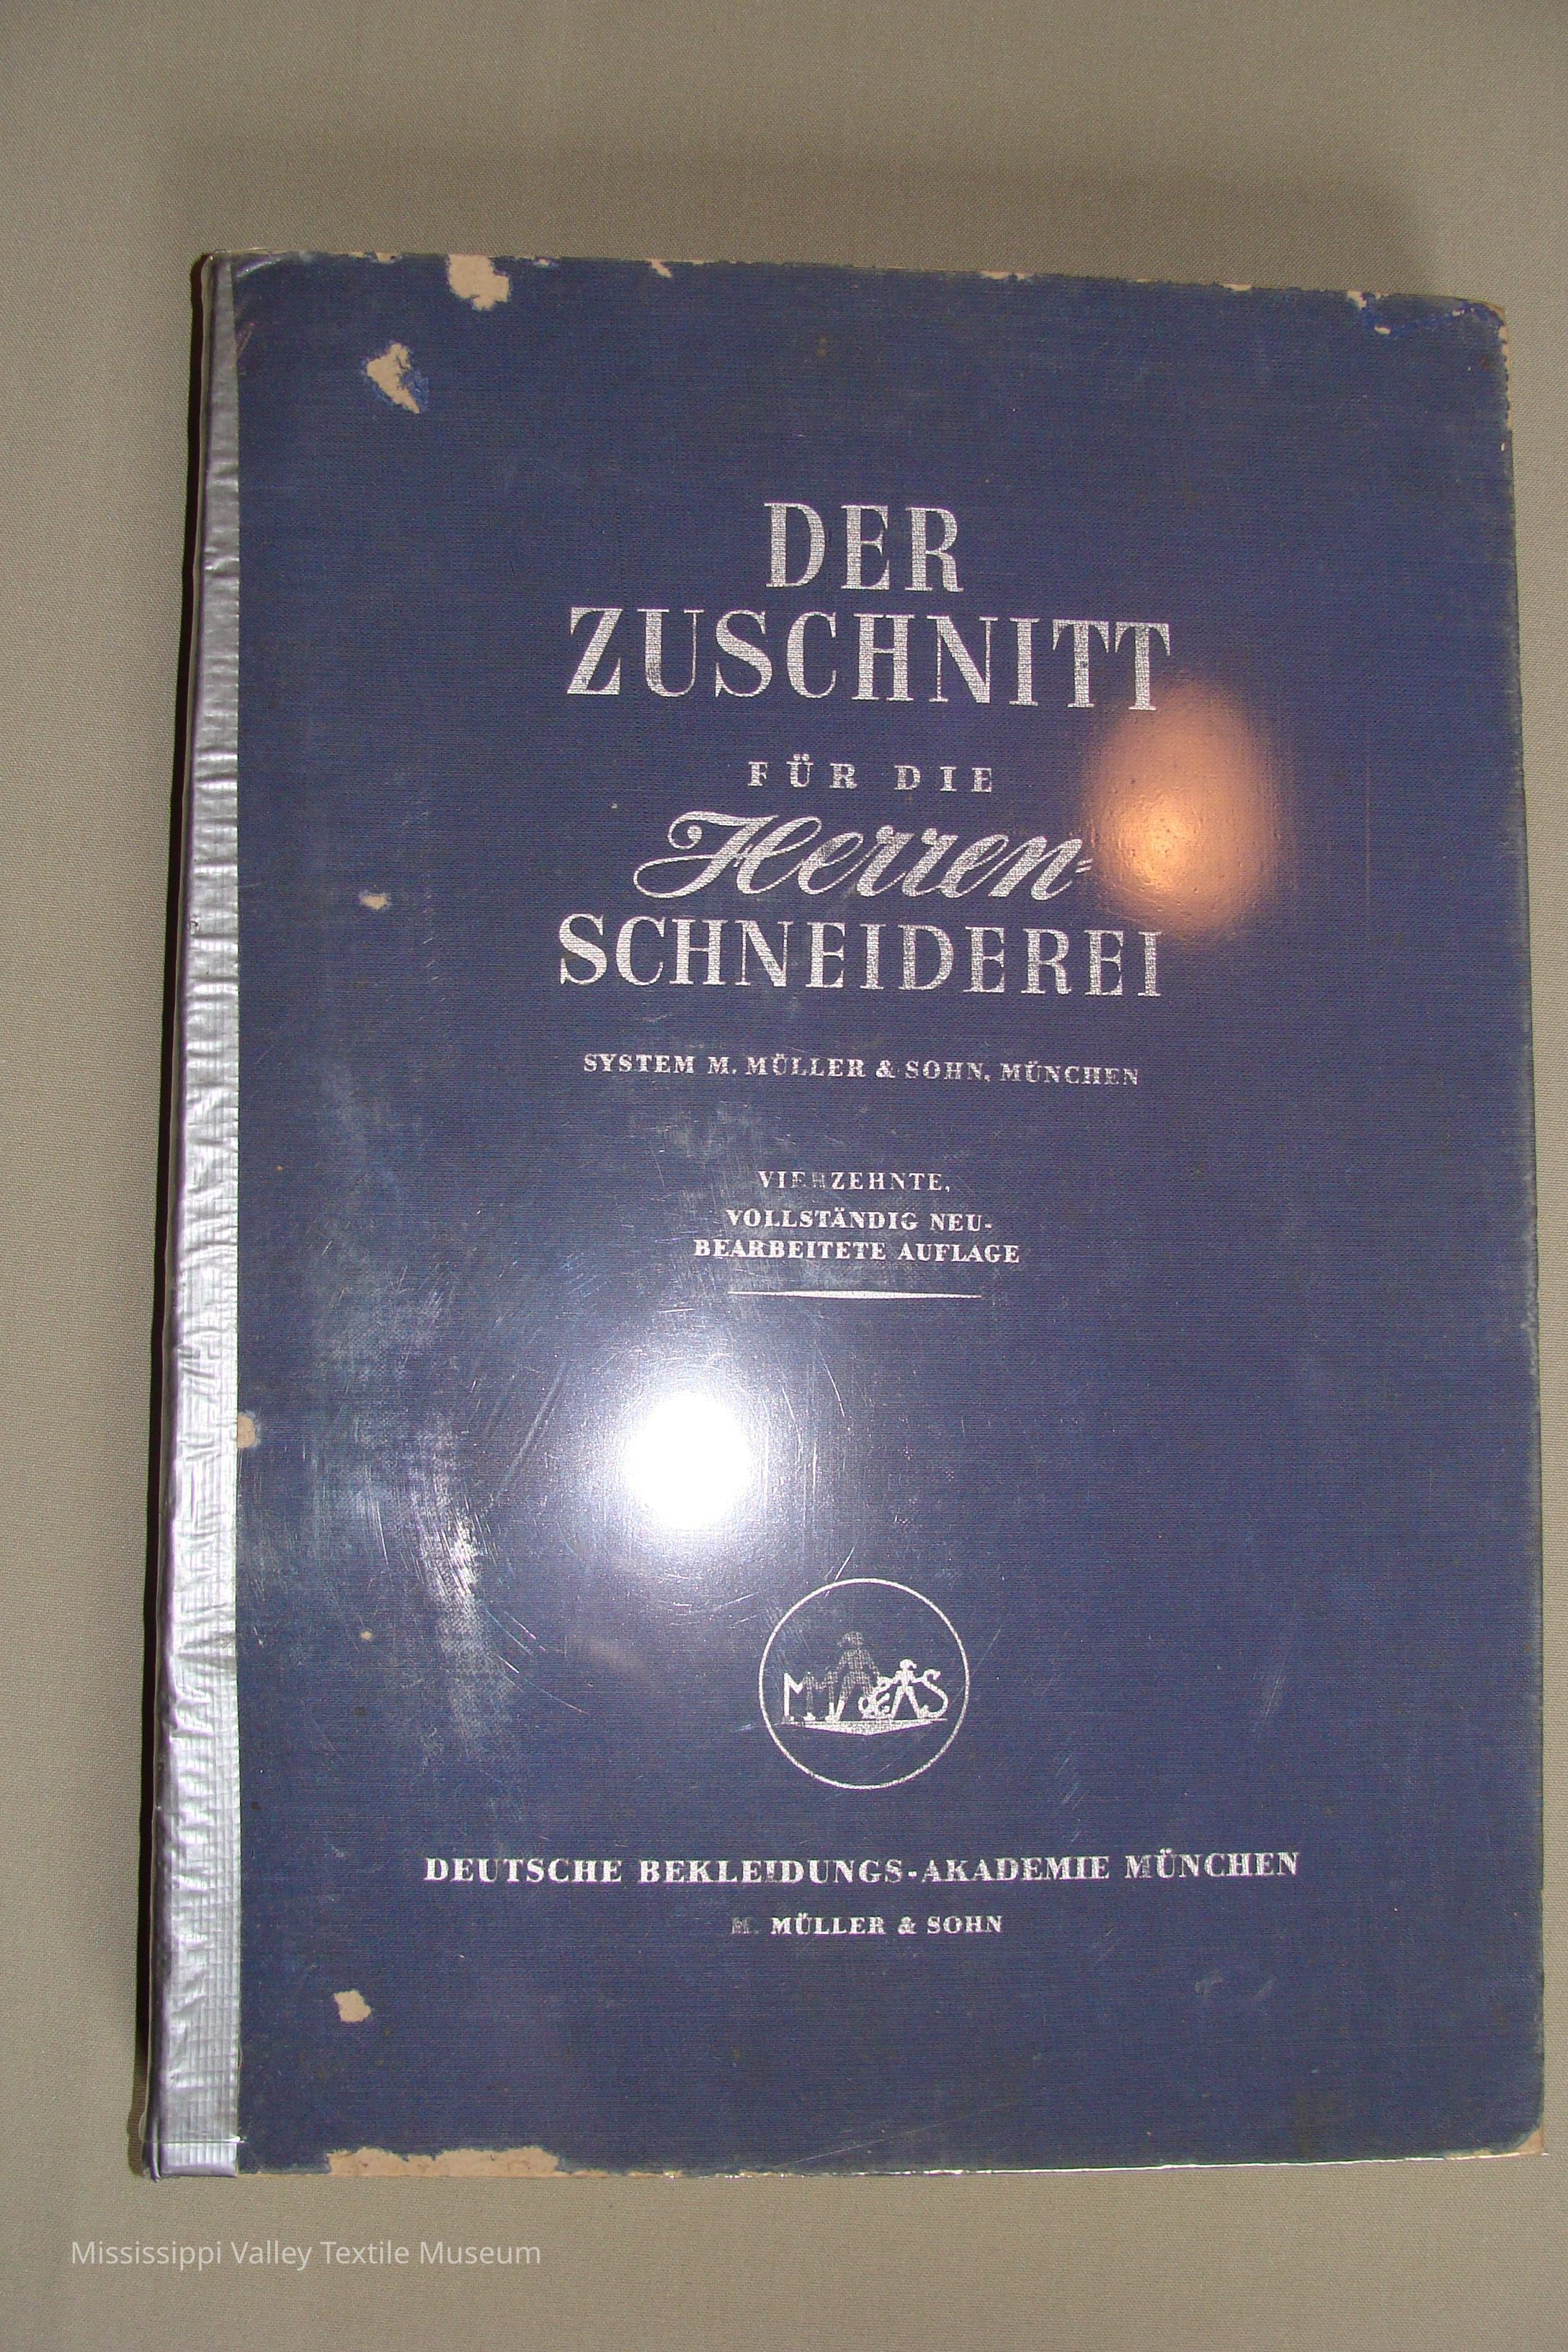 DER
ZUSCHNITT
FÜR DIE
Herren-
SCHNEIDEREI
SYSTEM M. MÜLLER & SOHN, MÜNCHEN
VIERZEHNTE,
VOLLSTÄNDIG NEU-
BEARBEITETE AUFLAGE
MM&S
DEUTSCHE BEKLEIDUNGS-AKADEMIE MÜNCHEN
M. MÜLLER & SOHN
Mississippi Valley Textile Museum